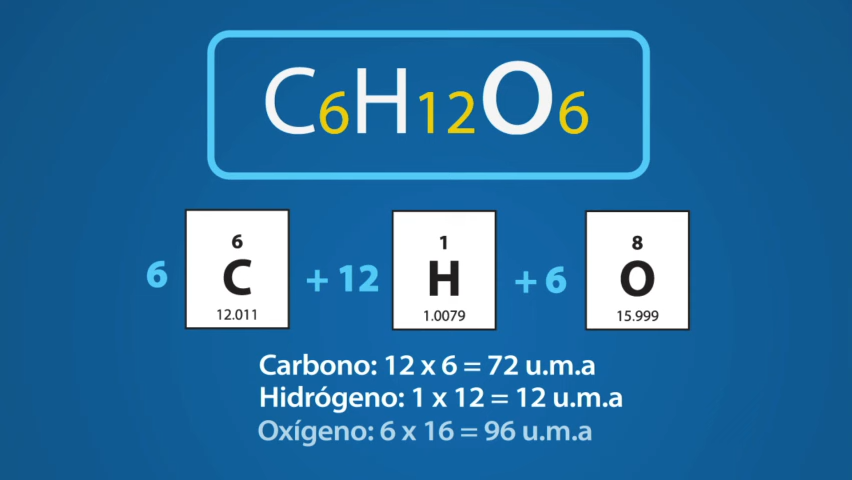 C6H12O6
6 1 8
6 C + 12 H + 6 O
12.011 1.0079 15.999
Carbono: 12 x 6 = 72 u.m.a
Hidrógeno: 1 x 12 = 12 u.m.a
Oxígeno: 6 x 16 = 96 u.m.a